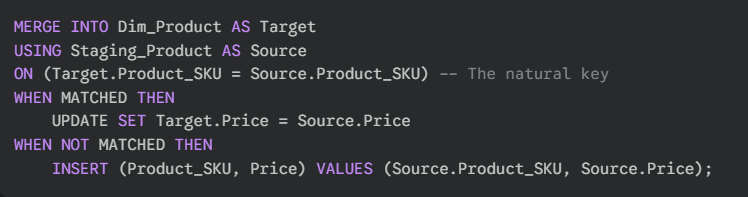 MERGE INTO Dim_Product AS Target
USING Staging_Product AS Source
ON (Target.Product_SKU = Source.Product_SKU) -- The natural key
WHEN MATCHED THEN
    UPDATE SET Target.Price = Source.Price
WHEN NOT MATCHED THEN
    INSERT (Product_SKU, Price) VALUES (Source.Product_SKU, Source.Price);